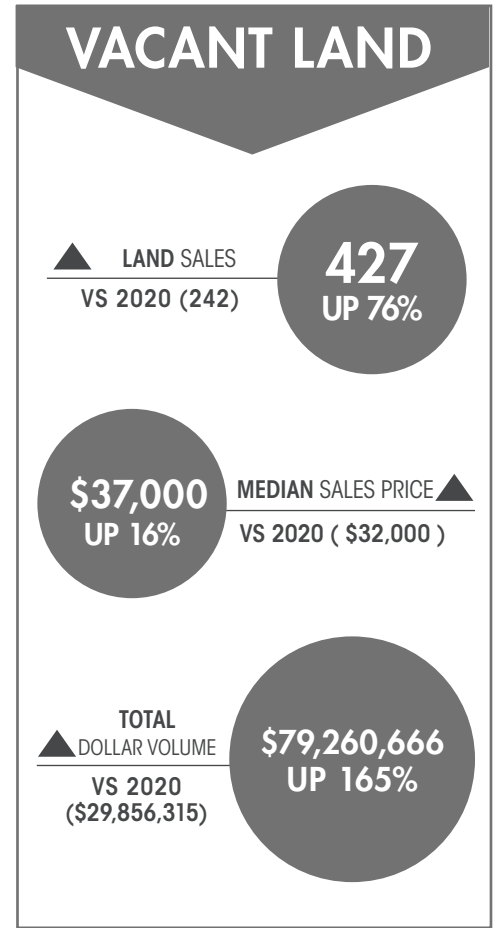 VACANT LAND
LAND SALES
VS 2020 (242)
427
UP 76%
$37,000
UP 16%
MEDIAN SALES PRICE
VS 2020 ( $32,000 )
TOTAL
DOLLAR VOLUME
VS 2020
($29,856,315)
$79,260,666
UP 165%